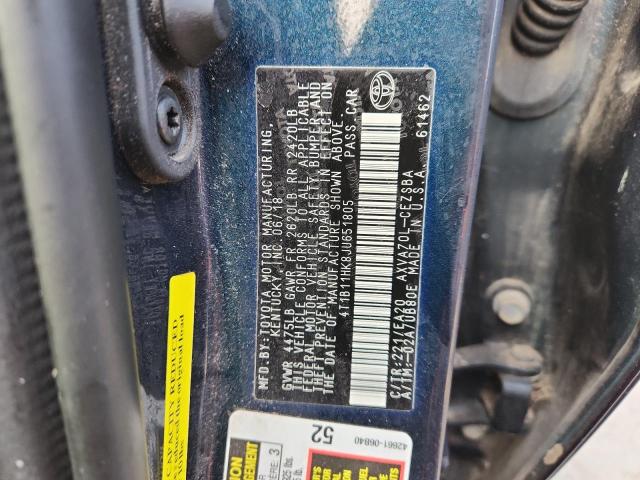 MFD.BY:TOYOTA MOTOR MANUFACTURING,
KENTUCKY, INC. 06/18
GVWR 4475LB GAWR FR 2620LB RR 2420LB
THIS VEHICLE CONFORMS TO ALL APPLICABLE
FEDERAL MOTOR VEHICLE SAFETY, BUMPER, AND
THEFT PREVENTION STANDARDS IN EFFECT ON
THE DATE OF MANUFACTURE SHOWN ABOVE.
4T1B11HK8JU651805 PASS. CAR
C/TR:221/EA20 AXVA70L-CEZSBA
A/TM:-02A/UB80E MADE IN U.S.A.
61462
52
42661-06840